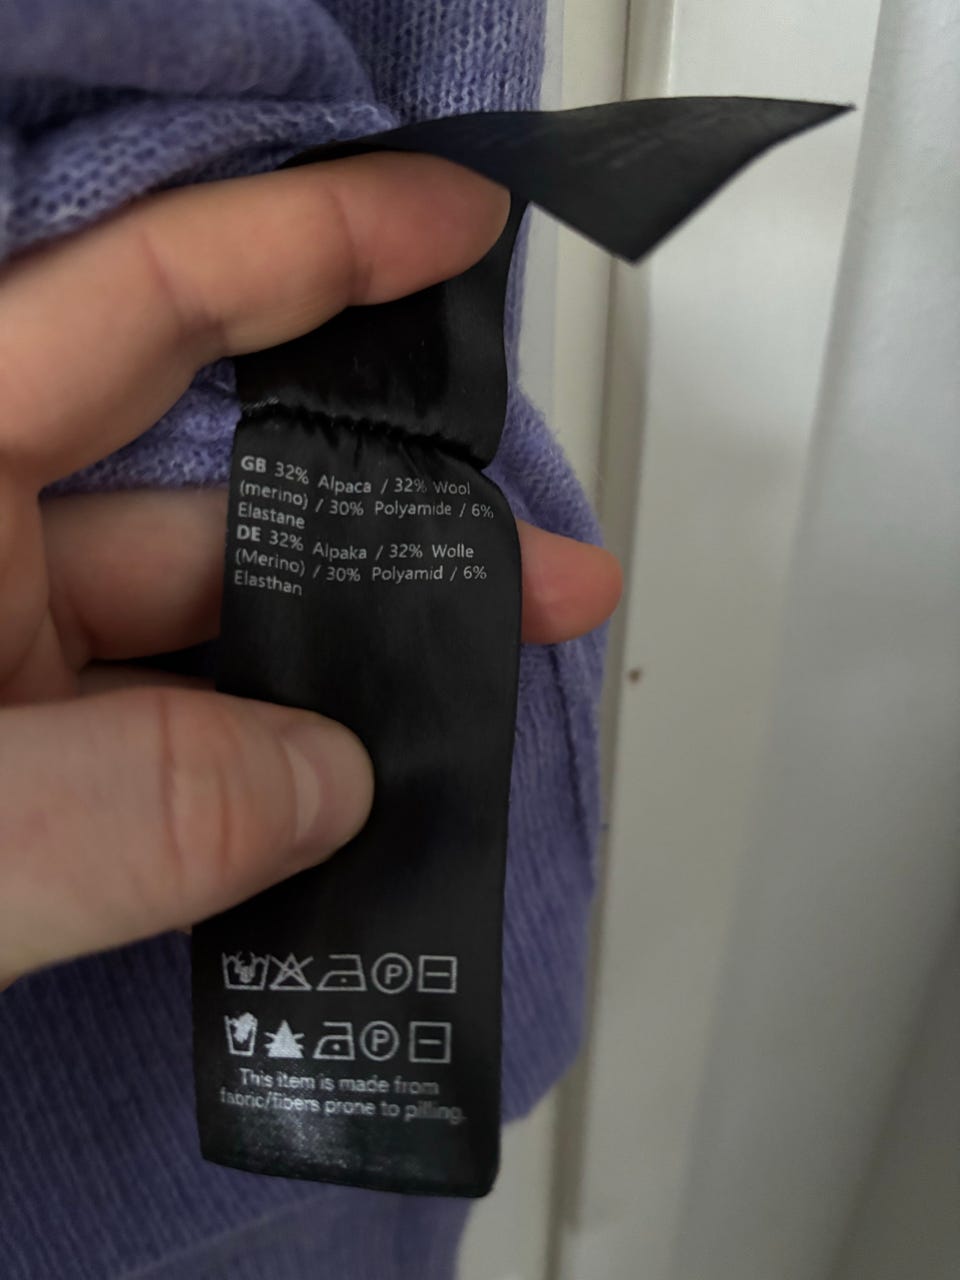 GB 32% Alpaca / 32% Wool
(merino) / 30% Polyamide / 6%
Elastane
DE 32% Alpaka / 32% Wolle
(Merino) / 30% Polyamid / 6%
Elasthan
P
P
This item is made from
fabric/fibers prone to pilling.